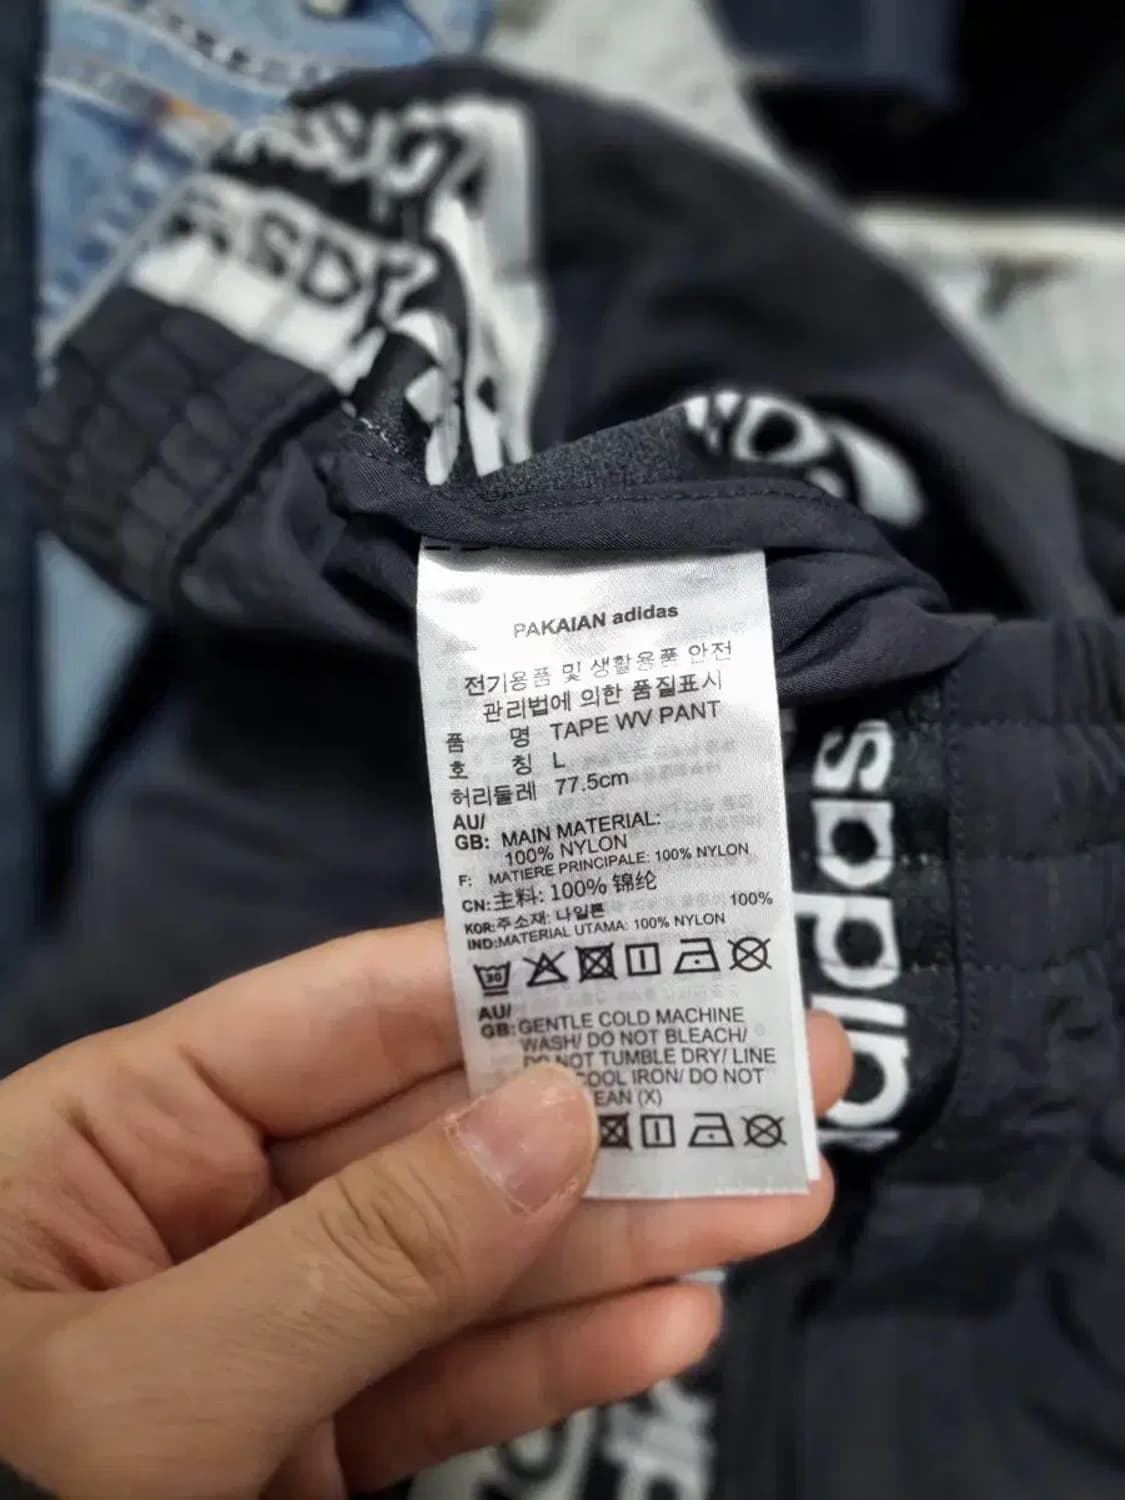 PAKAIAN adidas
전기용품 및 생활용품 안전
관리법에 의한 품질표시
품 명 TAPE WV PANT
호 칭 L
허리둘레 77.5cm
AU/
GB: MAIN MATERIAL:
100% NYLON
F: MATIERE PRINCIPALE: 100% NYLON
CN:主料: 100% 锦纶
KOR:주소재: 나일론 100%
IND:MATERIAL UTAMA: 100% NYLON
30
AU/
GB: GENTLE COLD MACHINE
WASH/ DO NOT BLEACH/
DO NOT TUMBLE DRY/ LINE
COOL IRON/ DO NOT
EAN (X)
adidas